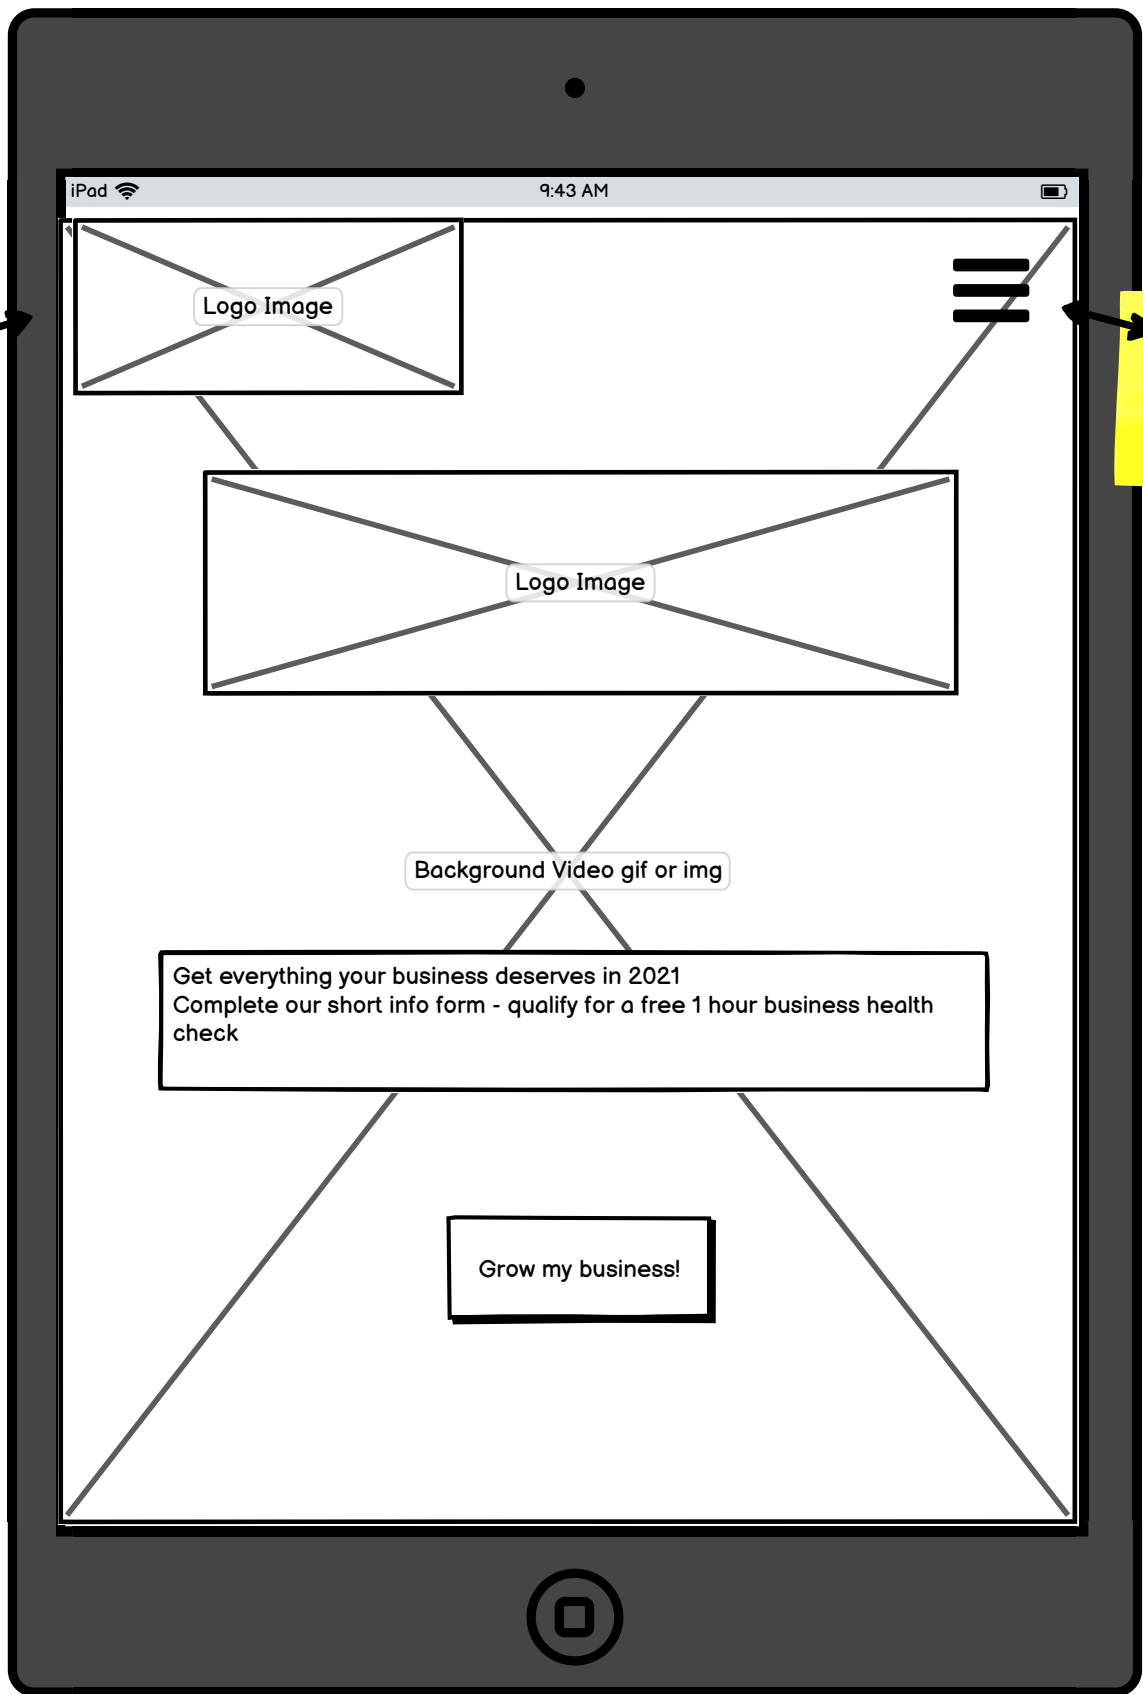 iPad
9:43 AM
Logo Image
Logo Image
Background Video gif or img
Get everything your business deserves in 2021
Complete our short info form - qualify for a free 1 hour business health
check
Grow my business!